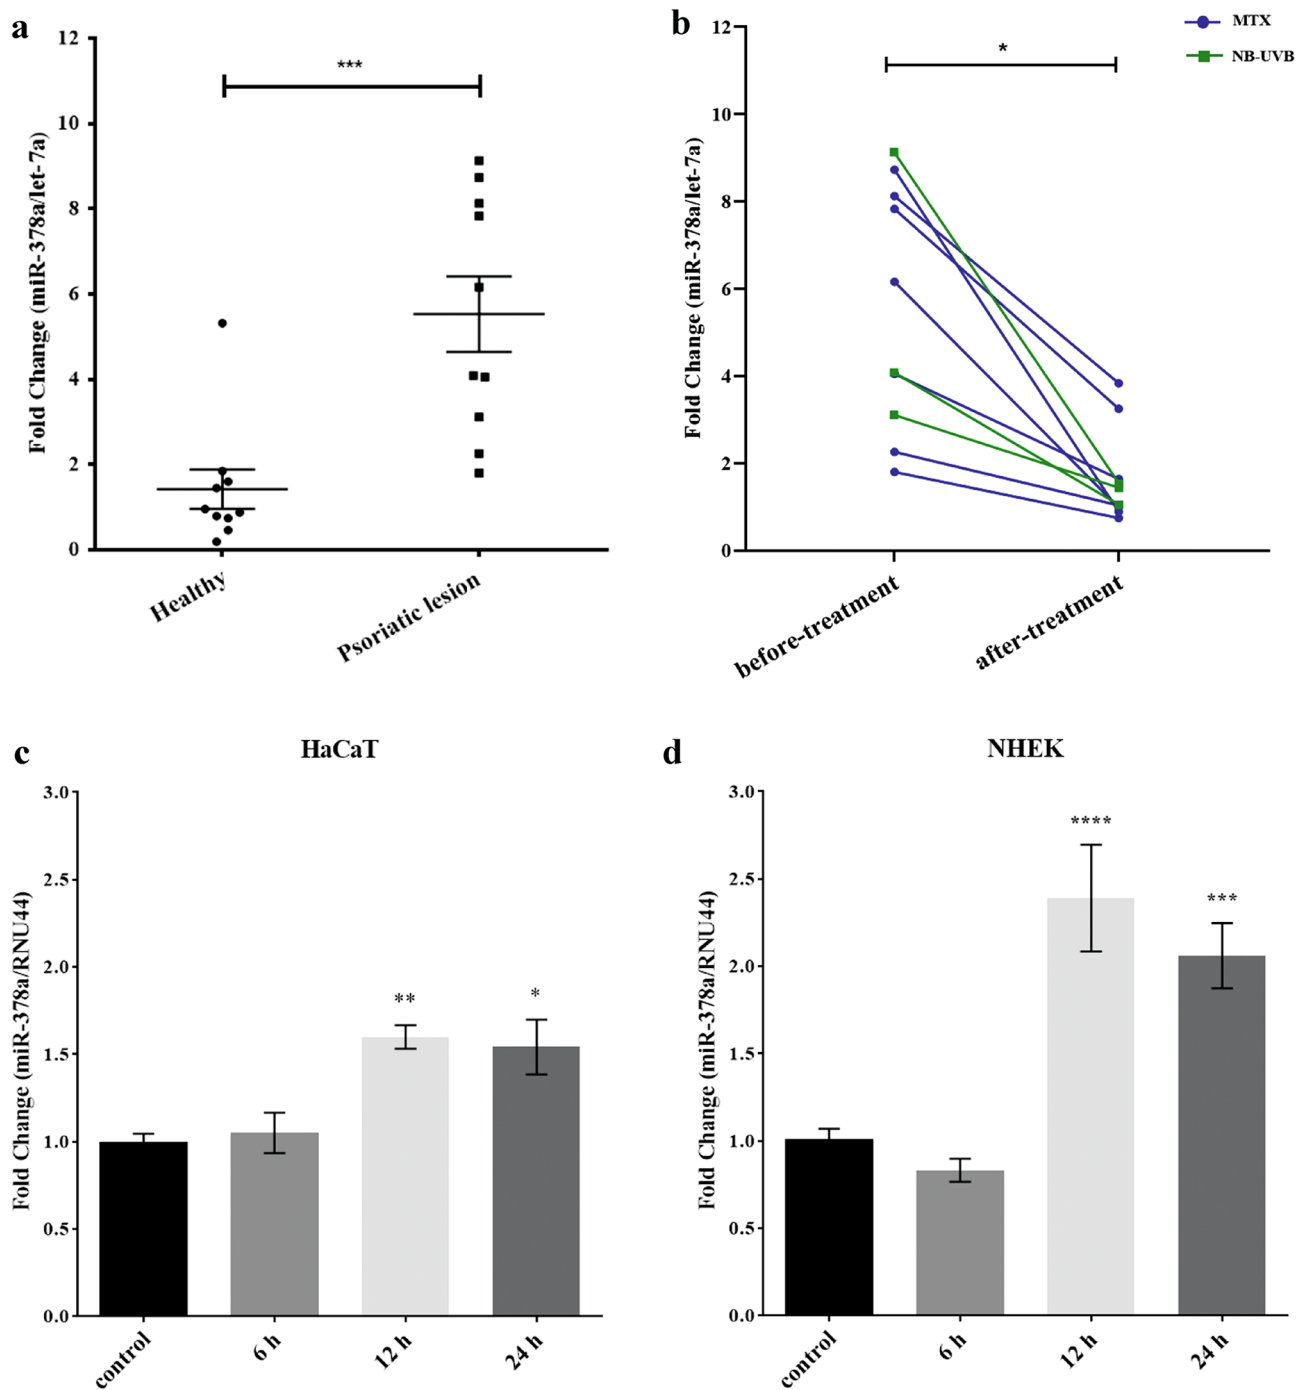 a
12
10
8
6
4
2
0
Fold Change (miR-378a/let-7a)
***
Healthy
Psoriatic lesion
b
MTX
NB-UVB
12
10
8
6
4
2
0
Fold Change (miR-378a/let-7a)
*
before-treatment
after-treatment
c
HaCaT
3.0
2.5
2.0
1.5
1.0
0.5
0.0
Fold Change (miR-378a/RNU44)
**
*
control
6 h
12 h
24 h
d
NHEK
3.0
2.5
2.0
1.5
1.0
0.5
0.0
Fold Change (miR-378a/RNU44)
****
***
control
6 h
12 h
24 h